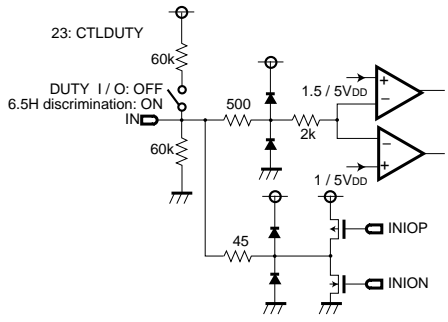 23: CTLDUTY
60k
DUTY I / O: OFF
6.5H discrimination: ON
IN
60k
500
2k
1.5 / 5VDD
+
−
−
+
1 / 5VDD
45
INIOP
INION